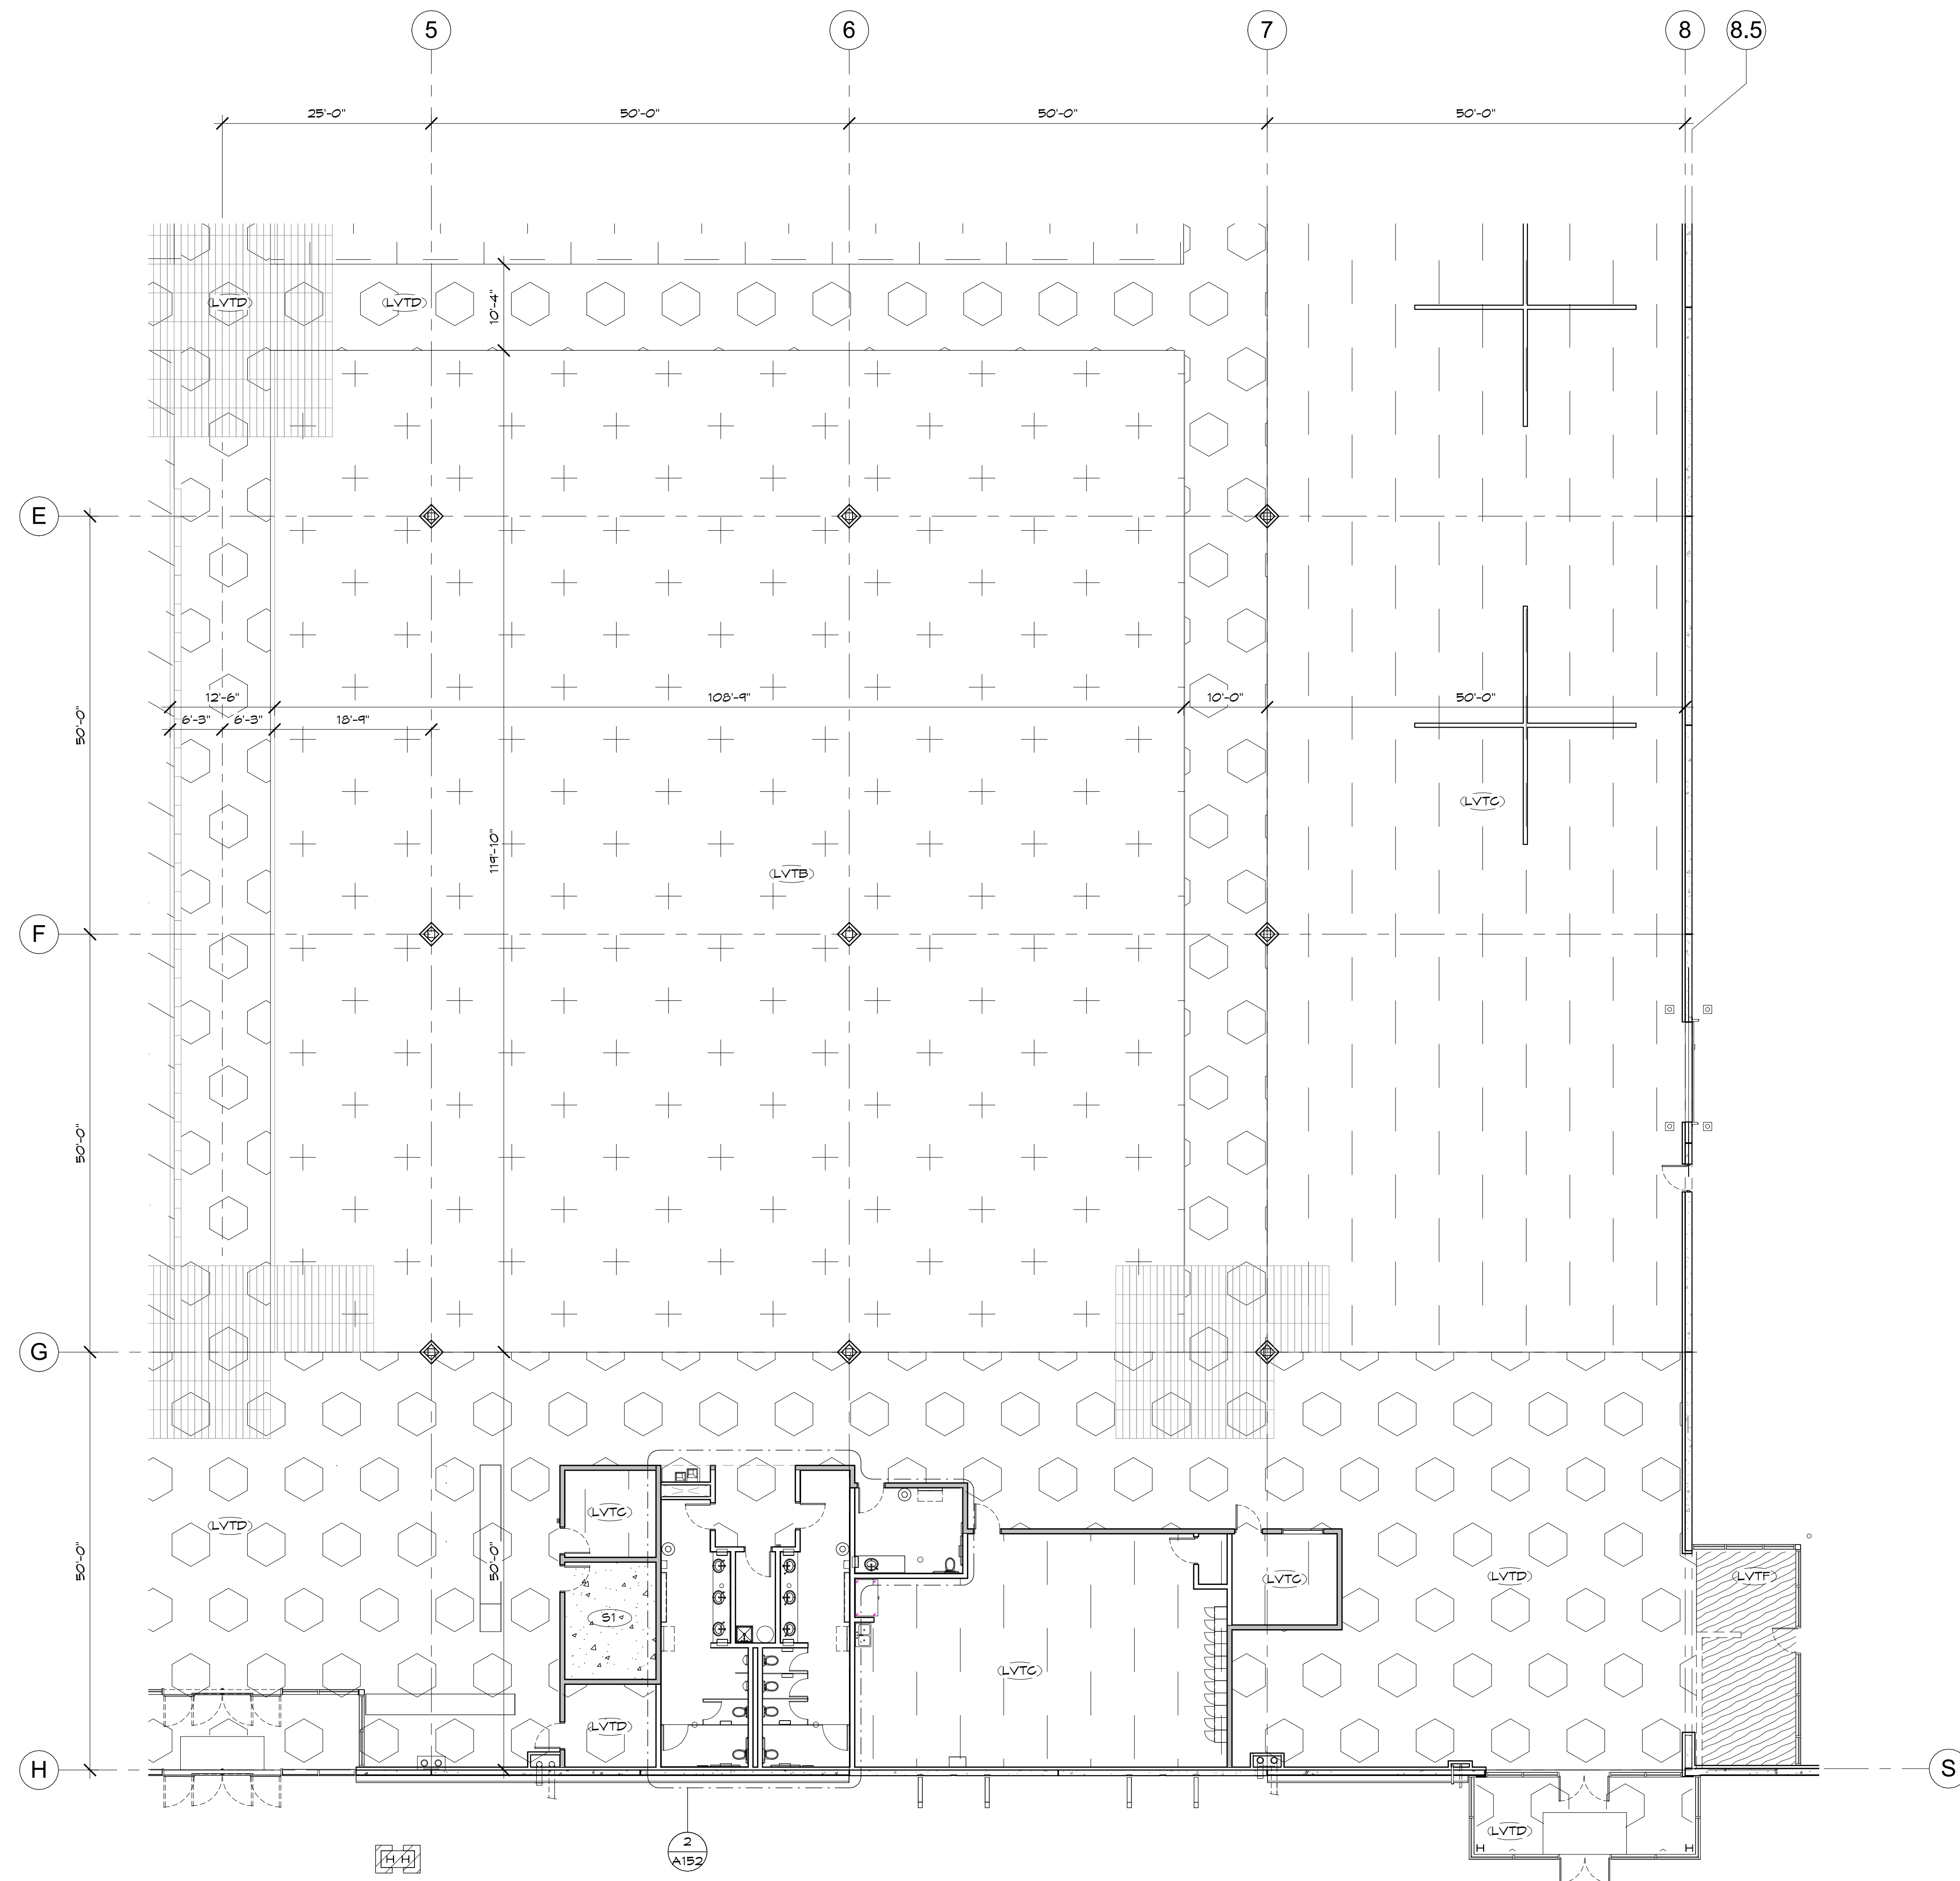 5
6
7
8
8.5
25'-0"
50'-0"
50'-0"
50'-0"
LVTD
LVTD
10'-4"
E
12'-6"
108'-9"
10'-0"
50'-0"
6'-3"
6'-3"
18'-9"
50'-0"
LVTC
119'-10"
LVTB
F
50'-0"
G
LVTC
LVTD
50'-0"
50'-0"
LVTC
LVTD
LVTF
S1
LVTC
LVTD
H
S
LVTD
2
A152
H H
H
H